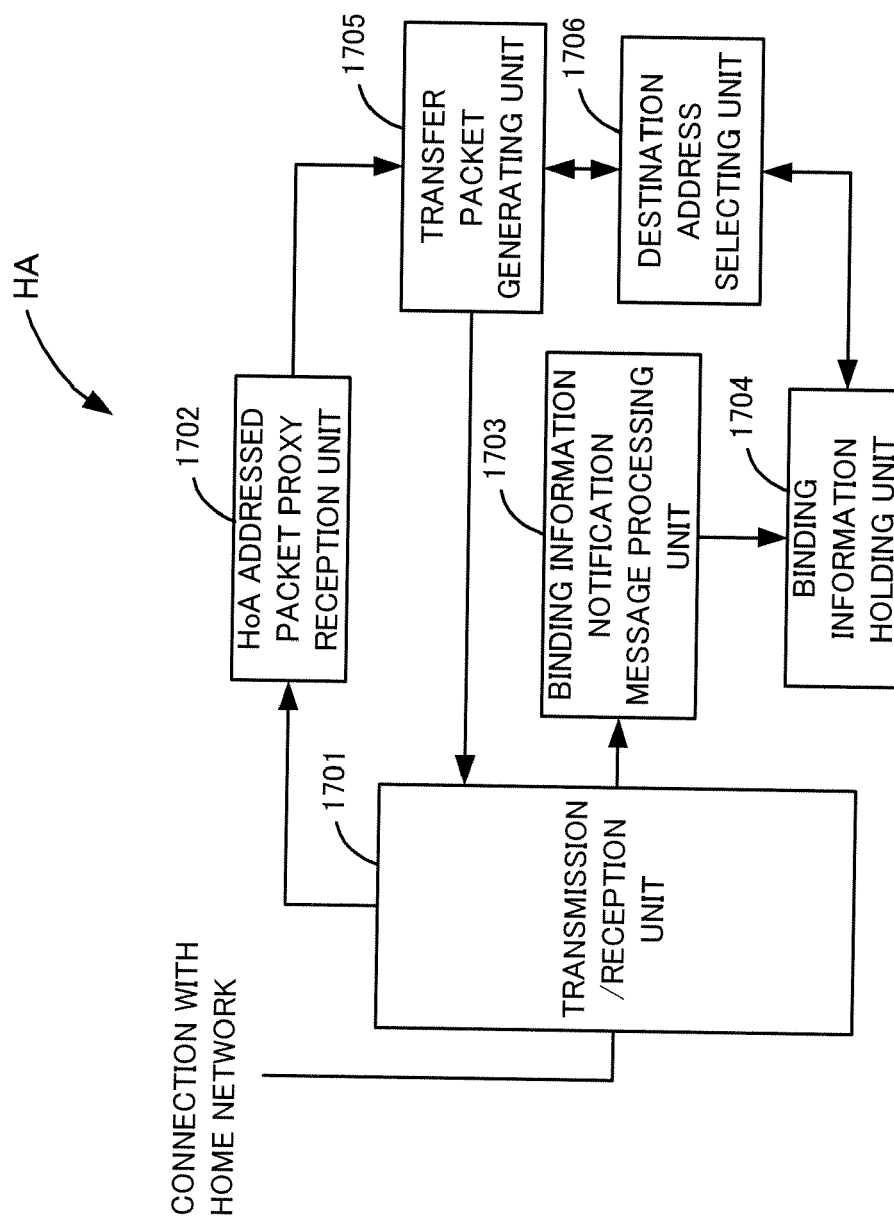 HA
CONNECTION WITH
HOME NETWORK
1701
TRANSMISSION
/RECEPTION
UNIT
1702
HoA ADDRESSED
PACKET PROXY
RECEPTION UNIT
1703
BINDING INFORMATION
NOTIFICATION
MESSAGE PROCESSING
UNIT
1704
BINDING
INFORMATION
HOLDING UNIT
1705
TRANSFER
PACKET
GENERATING UNIT
1706
DESTINATION
ADDRESS
SELECTING UNIT